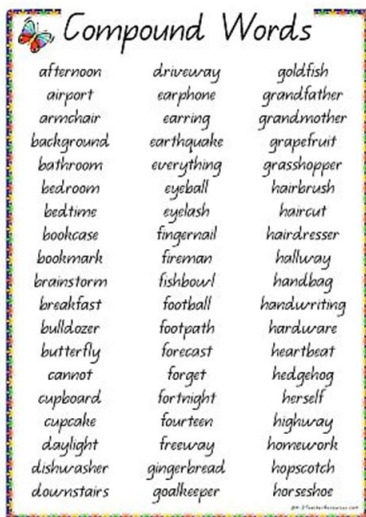 Compound Words
afternoon driveway goldfish
airport earphone grandfather
armchair earring grandmother
background earthquake grapefruit
bathroom everything grasshopper
bedroom eyeball hairbrush
bedtime eyelash haircut
bookcase fingernail hairdresser
bookmark fireman hallway
brainstorm fishbowl handbag
breakfast football handwriting
bulldozer footpath hardware
butterfly forecast heartbeat
cannot forget hedgehog
cupboard fortnight herself
cupcake fourteen highway
daylight freeway homework
dishwasher gingerbread hopscotch
downstairs goalkeeper horseshoe